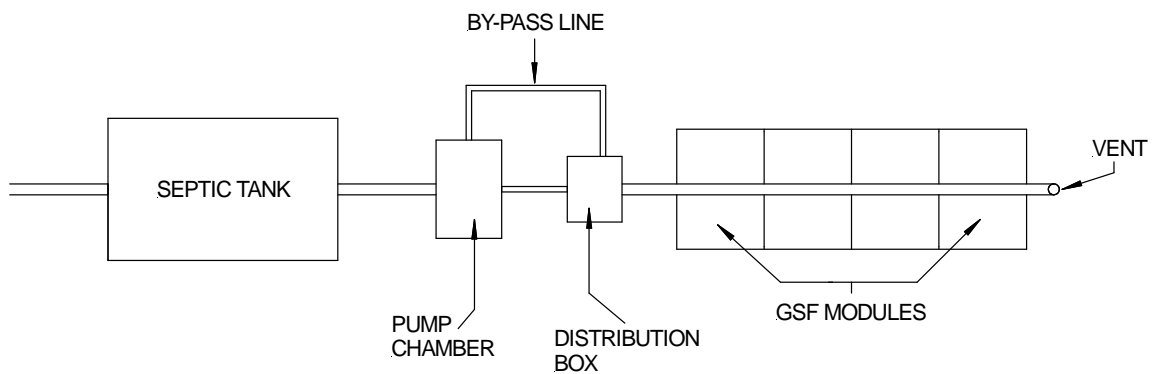 BY-PASS LINE
SEPTIC TANK
VENT
PUMP
CHAMBER
DISTRIBUTION
BOX
GSF MODULES